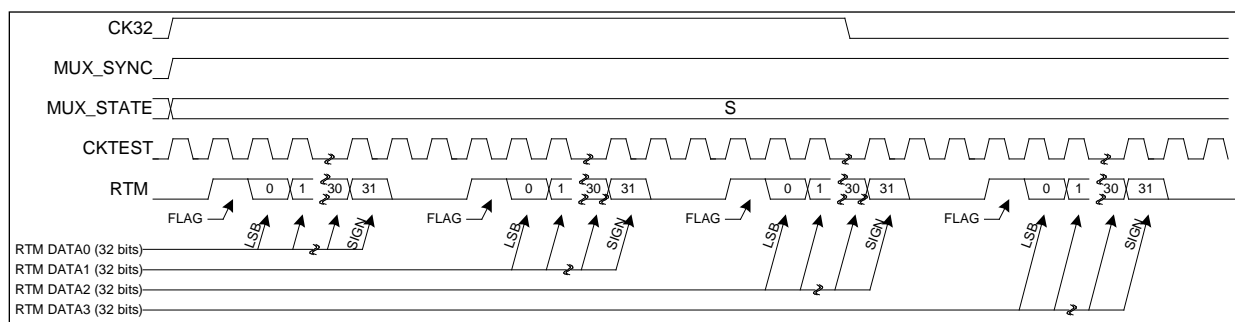 CK32
MUX_SYNC
MUX_STATE S
CKTEST
RTM 0 1 30 31 0 1 30 31 0 1 30 31 0 1 30 31
FLAG FLAG FLAG FLAG
LSB SIGN LSB SIGN LSB SIGN LSB SIGN
RTM DATA0 (32 bits)
RTM DATA1 (32 bits)
RTM DATA2 (32 bits)
RTM DATA3 (32 bits)